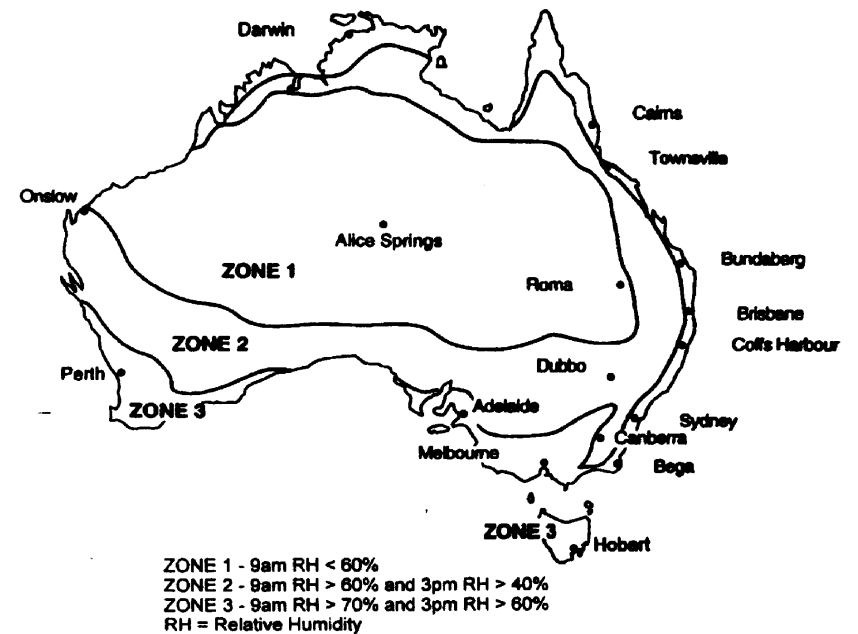 Darwin
Cairns
Townsville
Onslow
Alice Springs
Bundaberg
ZONE 1
Roma
Brisbane
ZONE 2
Coffs Harbour
Dubbo
Perth
ZONE 3
Adelaide
Sydney
Canberra
Melbourne
Bega
ZONE 3
Hobart
ZONE 1 - 9am RH < 60%
ZONE 2 - 9am RH > 60% and 3pm RH > 40%
ZONE 3 - 9am RH > 70% and 3pm RH > 60%
RH = Relative Humidity